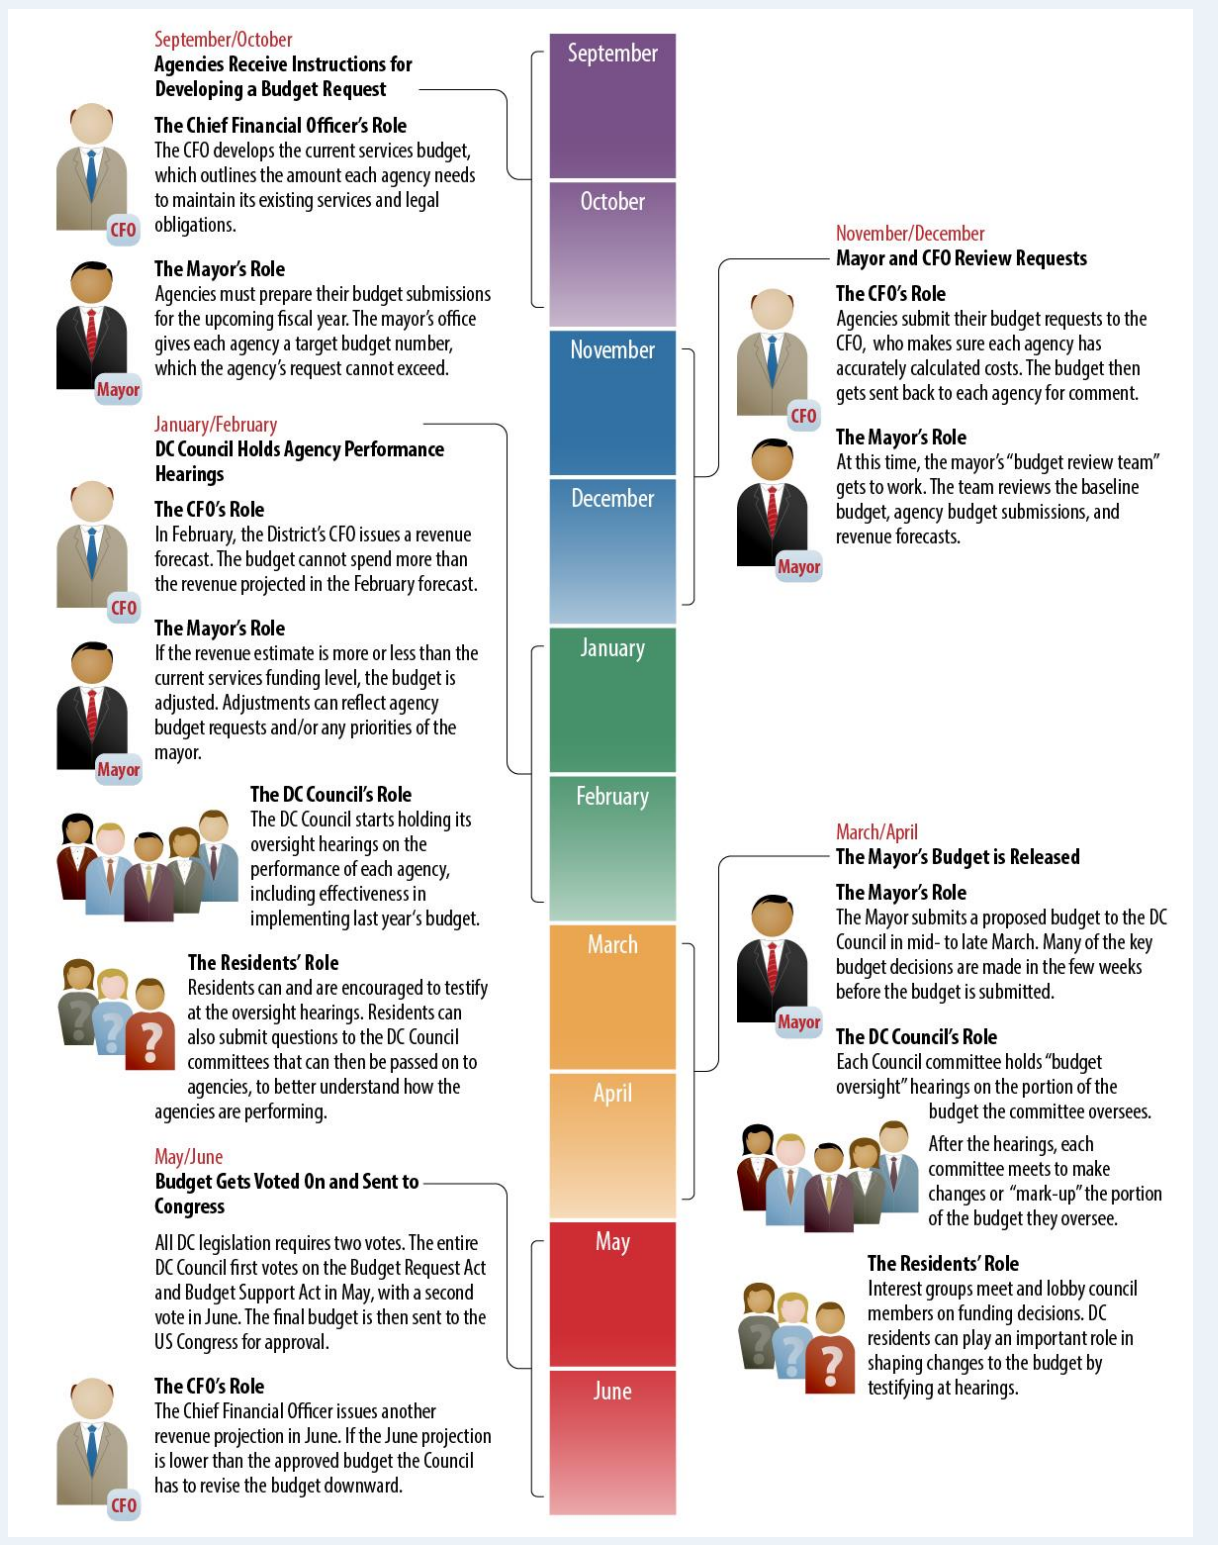 September/October
Agencies Receive Instructions for
Developing a Budget Request
The Chief Financial Officer's Role
The CFO develops the current services budget,
which outlines the amount each agency needs
to maintain its existing services and legal
obligations.
CFO
The Mayor's Role
Agencies must prepare their budget submissions
for the upcoming fiscal year. The mayor's office
gives each agency a target budget number,
which the agency's request cannot exceed.
Mayor
January/February
DC Council Holds Agency Performance
Hearings
The CFO's Role
In February, the District's CFO issues a revenue
forecast. The budget cannot spend more than
the revenue projected in the February forecast.
CFO
The Mayor's Role
If the revenue estimate is more or less than the
current services funding level, the budget is
adjusted. Adjustments can reflect agency
budget requests and/or any priorities of the
mayor.
Mayor
The DC Council's Role
The DC Council starts holding its
oversight hearings on the
performance of each agency,
including effectiveness in
implementing last year's budget.
The Residents' Role
Residents can and are encouraged to testify
at the oversight hearings. Residents can
also submit questions to the DC Council
committees that can then be passed on to
agencies, to better understand how the
agencies are performing.
? ? ?
May/June
Budget Gets Voted On and Sent to
Congress
All DC legislation requires two votes. The entire
DC Council first votes on the Budget Request Act
and Budget Support Act in May, with a second
vote in June. The final budget is then sent to the
US Congress for approval.
The CFO's Role
The Chief Financial Officer issues another
revenue projection in June. If the June projection
is lower than the approved budget the Council
has to revise the budget downward.
CFO
September
October
November
December
January
February
March
April
May
June
November/December
Mayor and CFO Review Requests
The CFO's Role
Agencies submit their budget requests to the
CFO, who makes sure each agency has
accurately calculated costs. The budget then
gets sent back to each agency for comment.
CFO
The Mayor's Role
At this time, the mayor's "budget review team"
gets to work. The team reviews the baseline
budget, agency budget submissions, and
revenue forecasts.
Mayor
March/April
The Mayor's Budget is Released
The Mayor's Role
The Mayor submits a proposed budget to the DC
Council in mid- to late March. Many of the key
budget decisions are made in the few weeks
before the budget is submitted.
Mayor
The DC Council's Role
Each Council committee holds "budget
oversight" hearings on the portion of the
budget the committee oversees.
After the hearings, each
committee meets to make
changes or "mark-up" the portion
of the budget they oversee.
The Residents' Role
Interest groups meet and lobby council
members on funding decisions. DC
residents can play an important role in
shaping changes to the budget by
testifying at hearings.
? ? ?